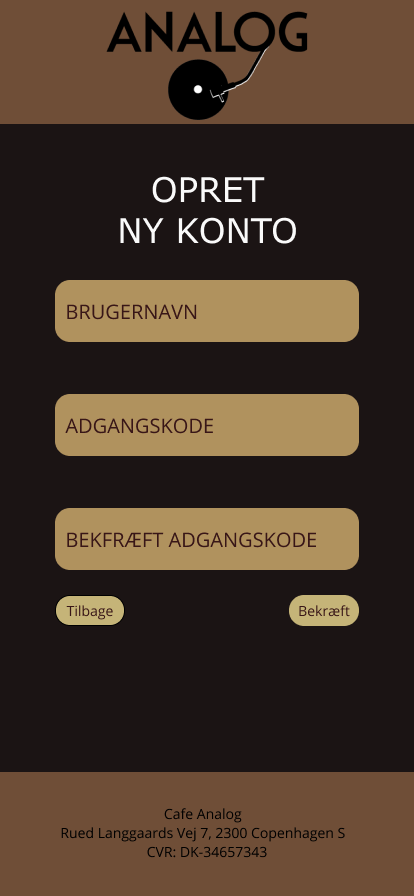 ANALOG
OPRET
NY KONTO
BRUGERNAVN
ADGANGSKODE
BEKFRÆFT ADGANGSKODE
Tilbage
Bekræft
Cafe Analog
Rued Langgaards Vej 7, 2300 Copenhagen S
CVR: DK-34657343